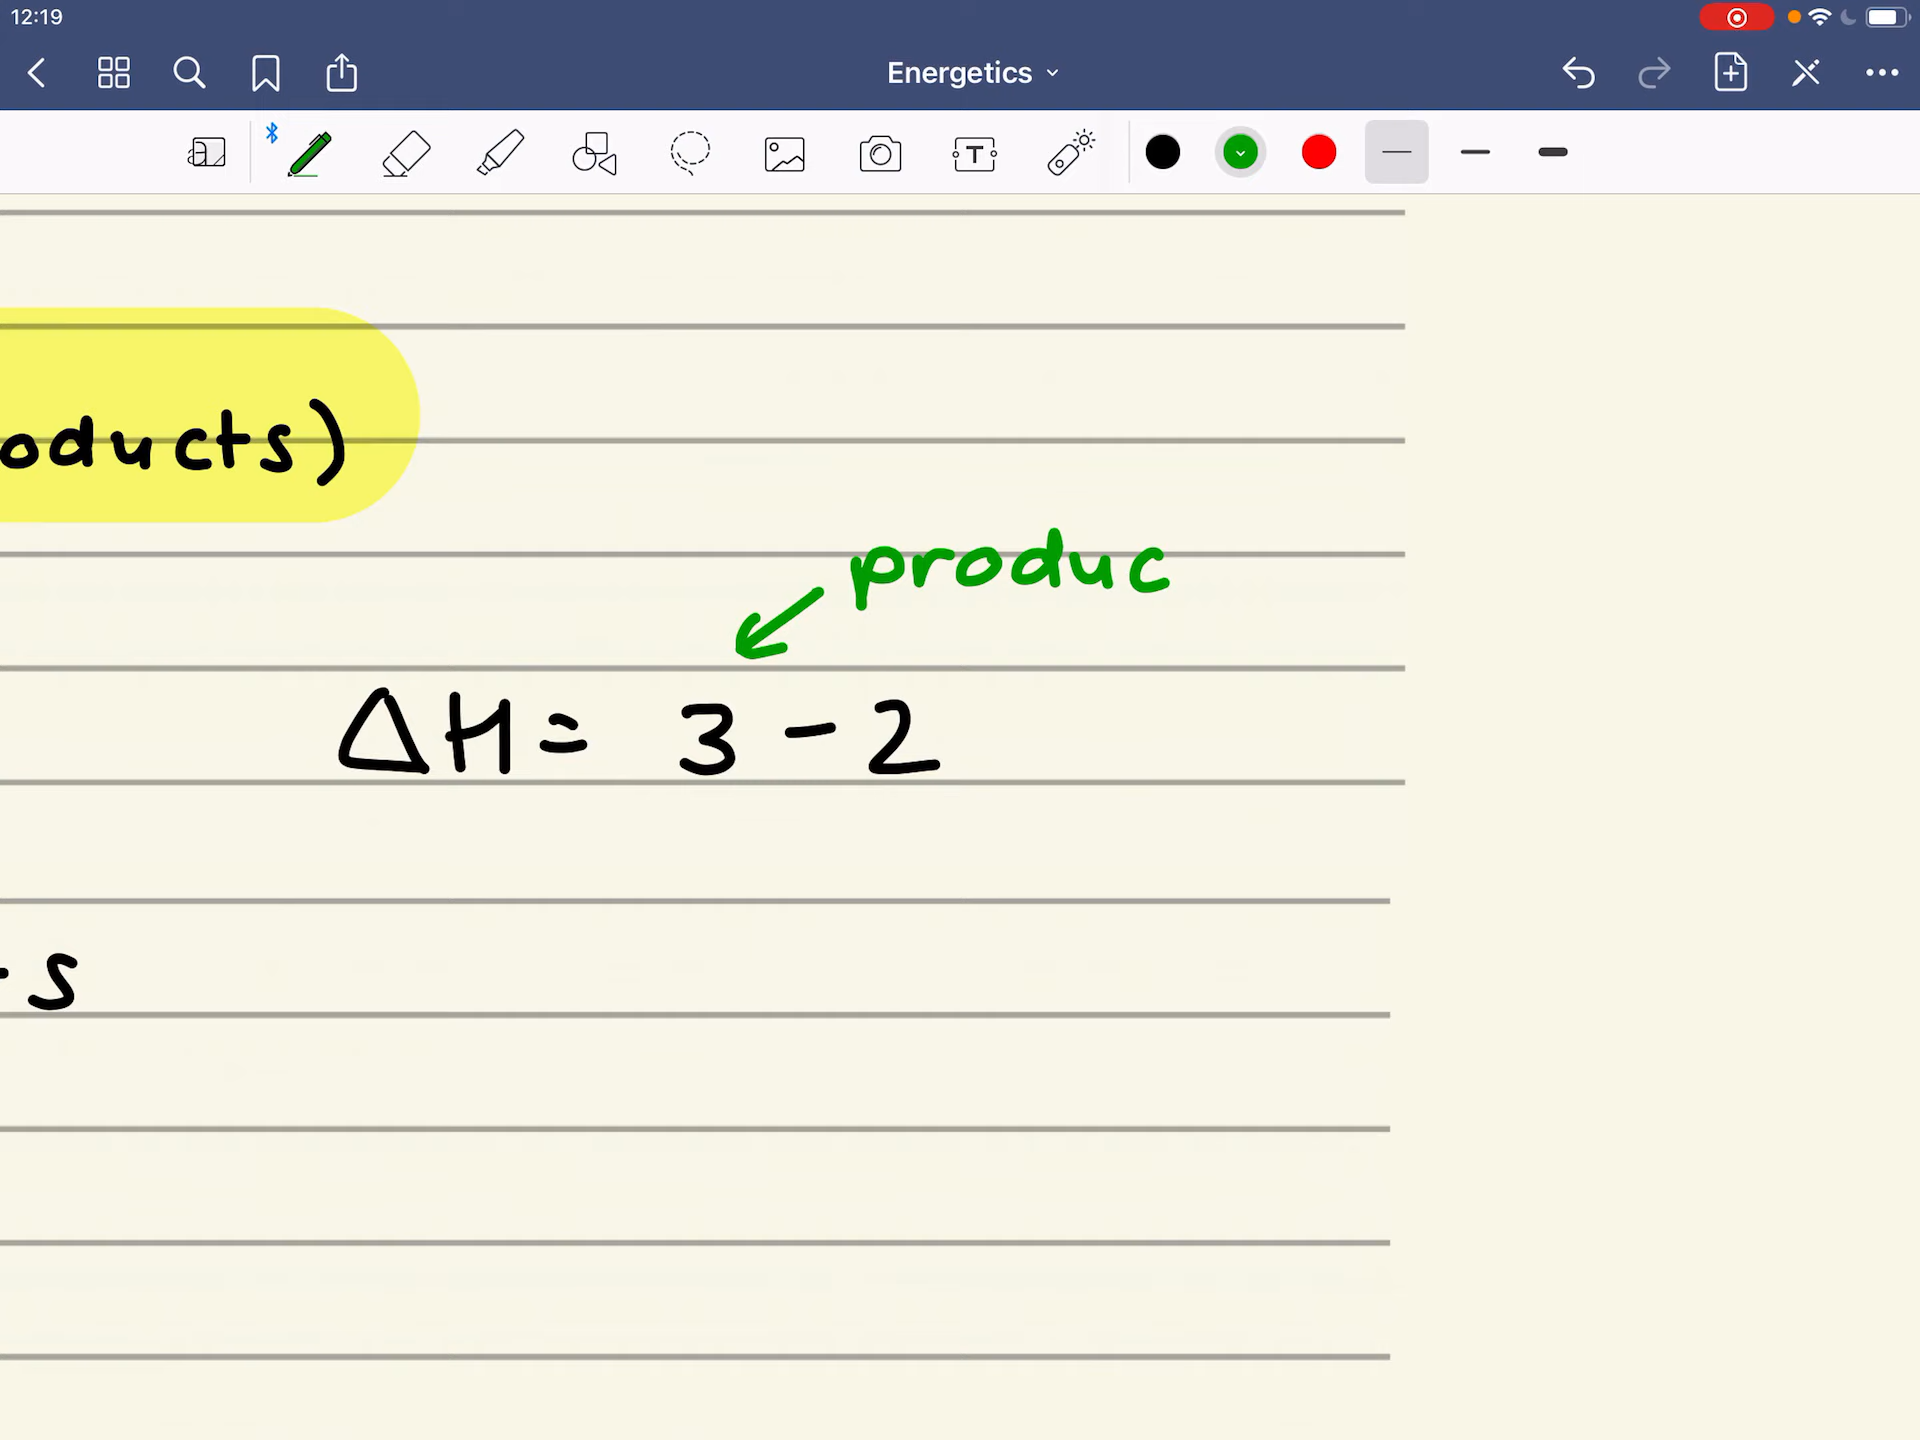 12:19
Energetics
oducts)
produc
ΔH = 3 - 2
s